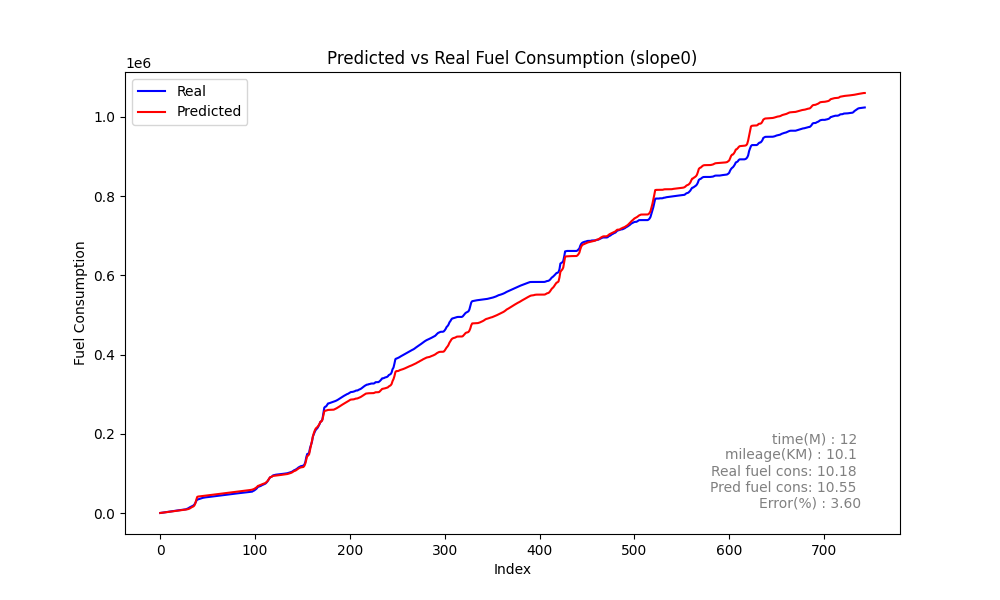 Predicted vs Real Fuel Consumption (slope0)
1e6
Real
Predicted
1.0
0.8
0.6
0.4
0.2
0.0
Fuel Consumption
time(M) : 12
mileage(KM) : 10.1
Real fuel cons: 10.18
Pred fuel cons: 10.55
Error(%) : 3.60
0 100 200 300 400 500 600 700
Index